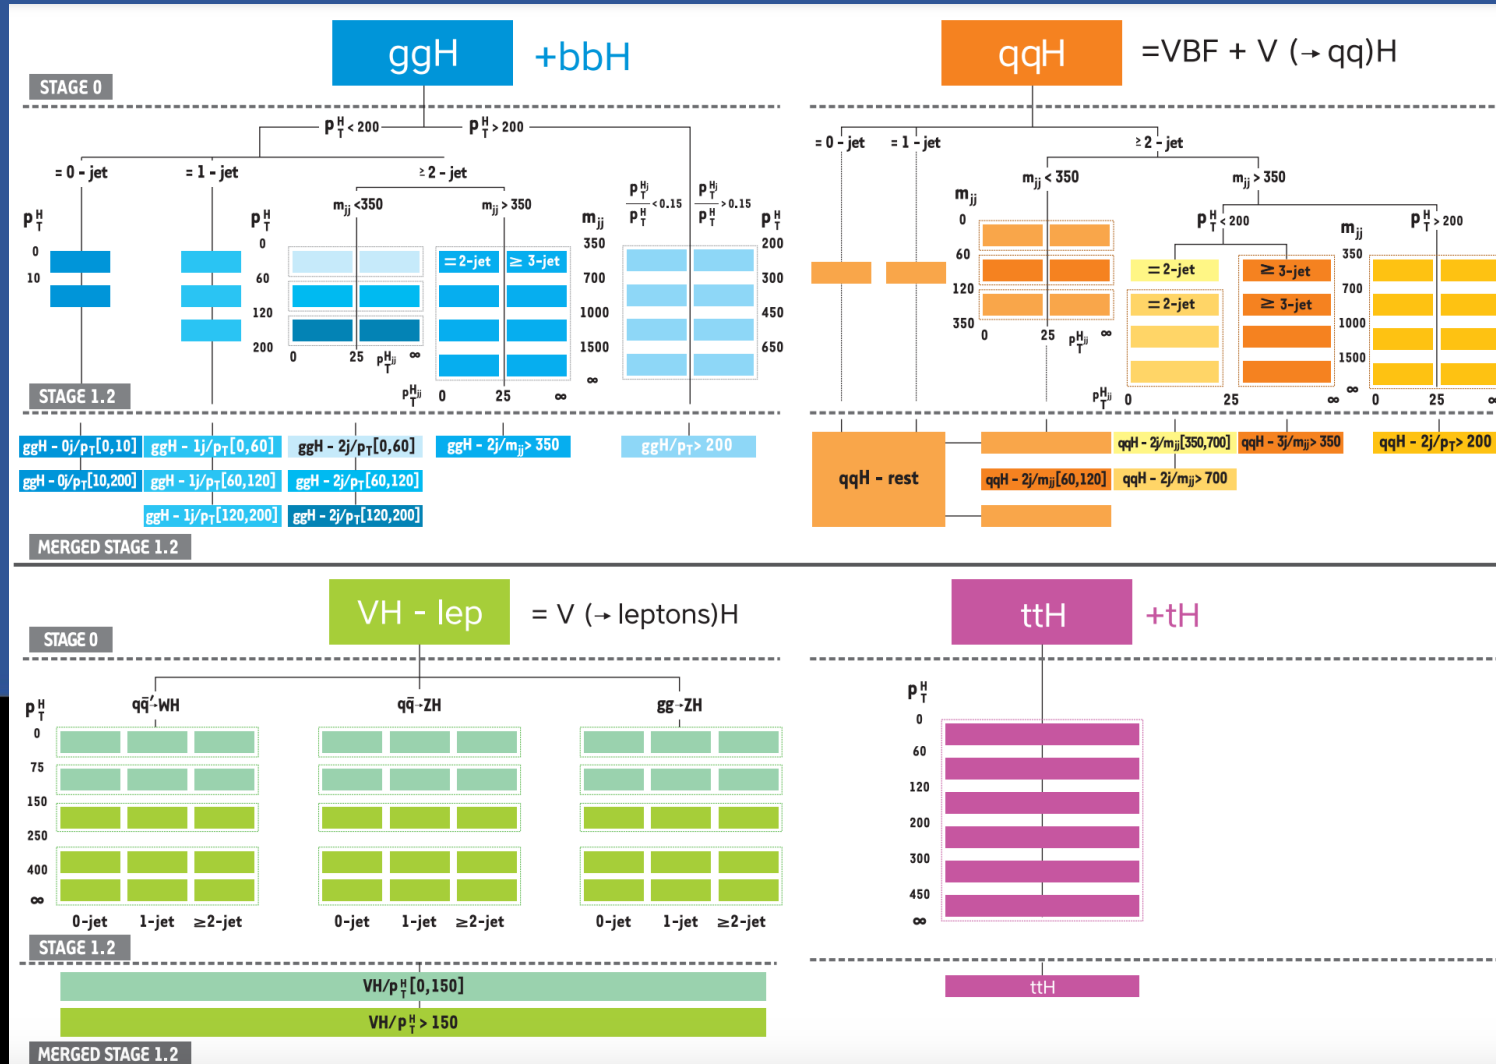 ggH +bbH
STAGE 0
p_T^H < 200 p_T^H > 200
= 0 - jet = 1 - jet ≥ 2 - jet
m_jj < 350 m_jj > 350
p_T^Hj / p_T^H < 0.15 p_T^Hj / p_T^H > 0.15
p_T^H
0
10
p_T^H
0
60
120
200
= 2-jet ≥ 3-jet
0 25 p_T^Hjj ∞
p_T^Hjj 0 25 ∞
m_jj
350
700
1000
1500
∞
p_T^H
200
300
450
650
STAGE 1.2
ggH - 0j/p_T[0,10] ggH - 1j/p_T[0,60] ggH - 2j/p_T[0,60] ggH - 2j/m_jj > 350 ggH/p_T > 200
ggH - 0j/p_T[10,200] ggH - 1j/p_T[60,120] ggH - 2j/p_T[60,120]
ggH - 1j/p_T[120,200] ggH - 2j/p_T[120,200]
MERGED STAGE 1.2
qqH =VBF + V (→ qq)H
= 0 - jet = 1 - jet ≥ 2 - jet
m_jj < 350 m_jj > 350
p_T^H < 200 p_T^H > 200
m_jj
0
60
120
350
0 25 p_T^Hjj ∞
= 2-jet ≥ 3-jet
= 2-jet ≥ 3-jet
p_T^Hjj 0 25 ∞
m_jj
350
700
1000
1500
∞
0 25 ∞
qqH - rest
qqH - 2j/m_jj[60,120]
qqH - 2j/m_jj[350,700] qqH - 3j/m_jj > 350 qqH - 2j/p_T > 200
qqH - 2j/m_jj > 700
VH - lep = V (→ leptons)H
STAGE 0
qq̄′→WH qq̄→ZH gg→ZH
p_T^H
0
75
150
250
400
∞
0-jet 1-jet ≥2-jet 0-jet 1-jet ≥2-jet 0-jet 1-jet ≥2-jet
STAGE 1.2
VH/p_T^H [0,150]
VH/p_T^H > 150
MERGED STAGE 1.2
ttH +tH
p_T^H
0
60
120
200
300
450
∞
ttH